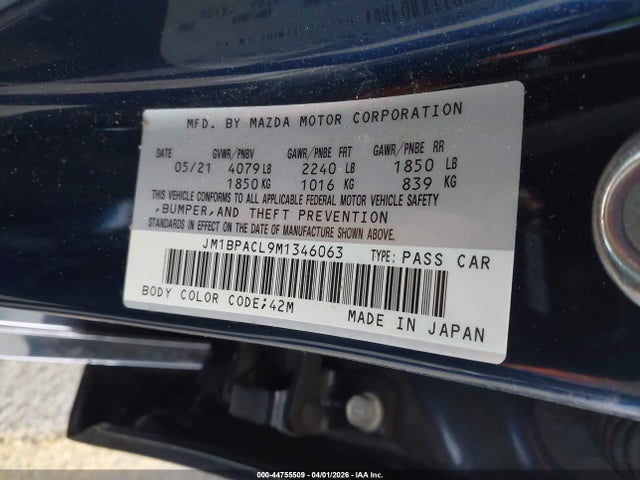 MFD. BY MAZDA MOTOR CORPORATION
DATE GVWR/PNBV GAWR/PNBE FRT GAWR/PNBE RR
05/21 4079 LB 2240 LB 1850 LB
1850 KG 1016 KG 839 KG
THIS VEHICLE CONFORMS TO ALL APPLICABLE FEDERAL MOTOR VEHICLE SAFETY
,BUMPER,AND THEFT PREVENTION
STANDARDS IN EFFECT ON THE DATE OF MANUFACTURE SHOWN ABOVE.
JM1BPACL9M1346063 TYPE: PASS CAR
BODY COLOR CODE;42M MADE IN JAPAN
000-44755509 04/01/2026 IAA Inc.